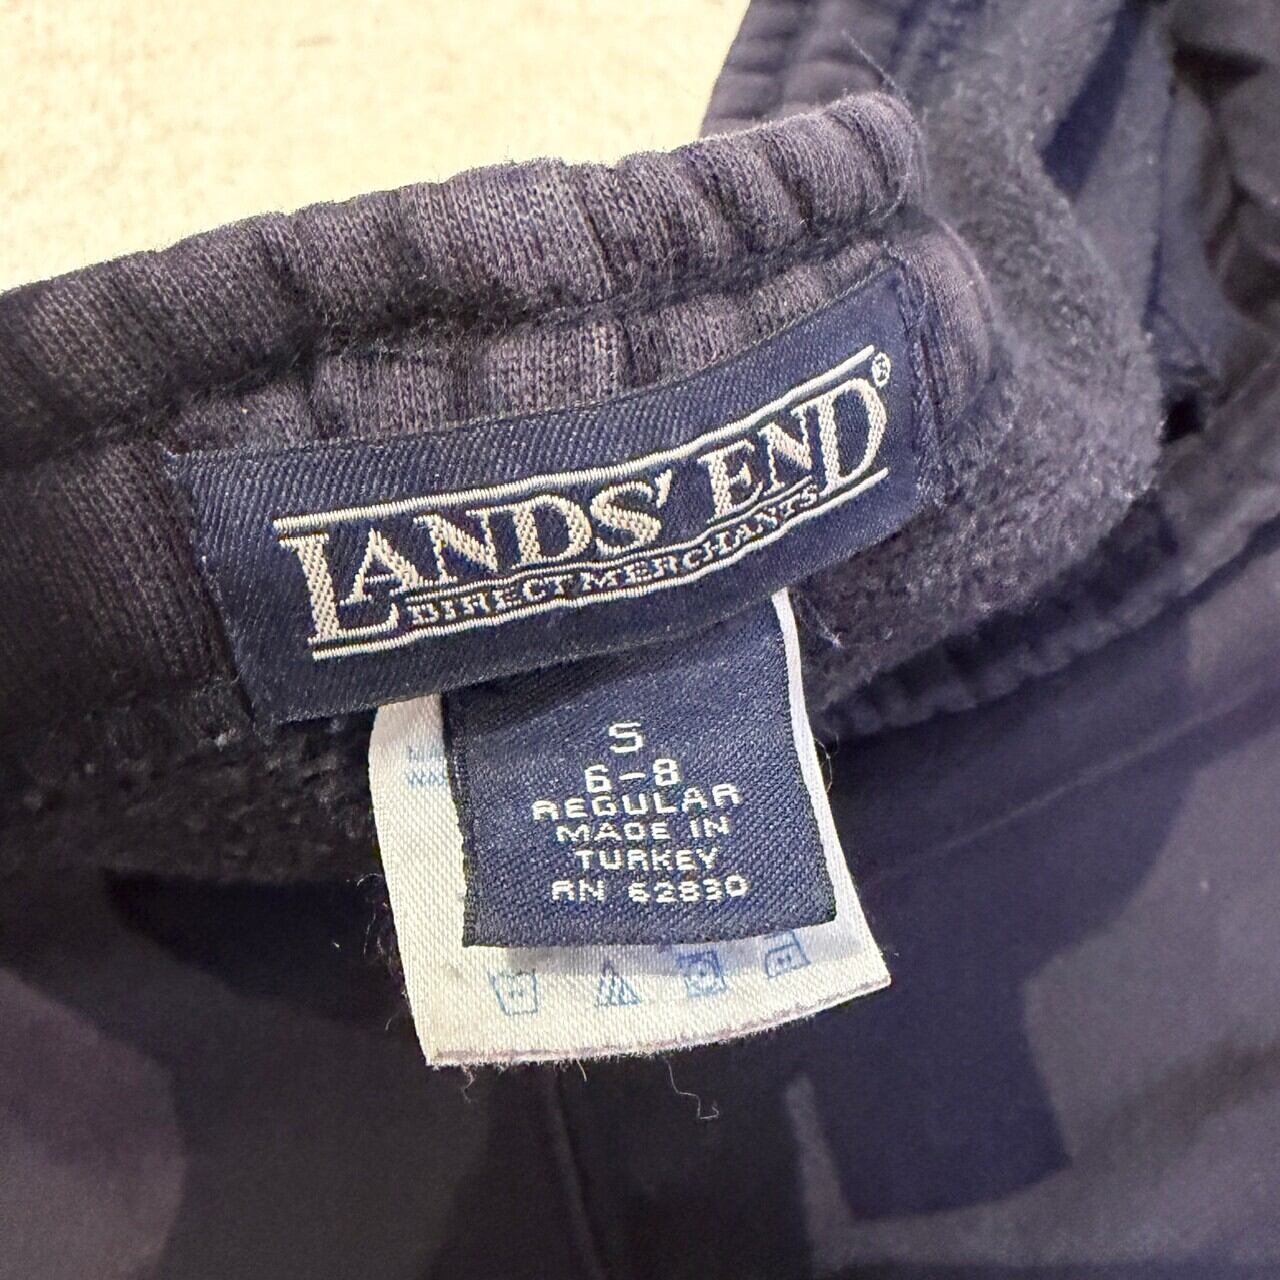 LANDS' END®
DIRECT MERCHANTS
S
6-8
REGULAR
MADE IN
TURKEY
RN 62830